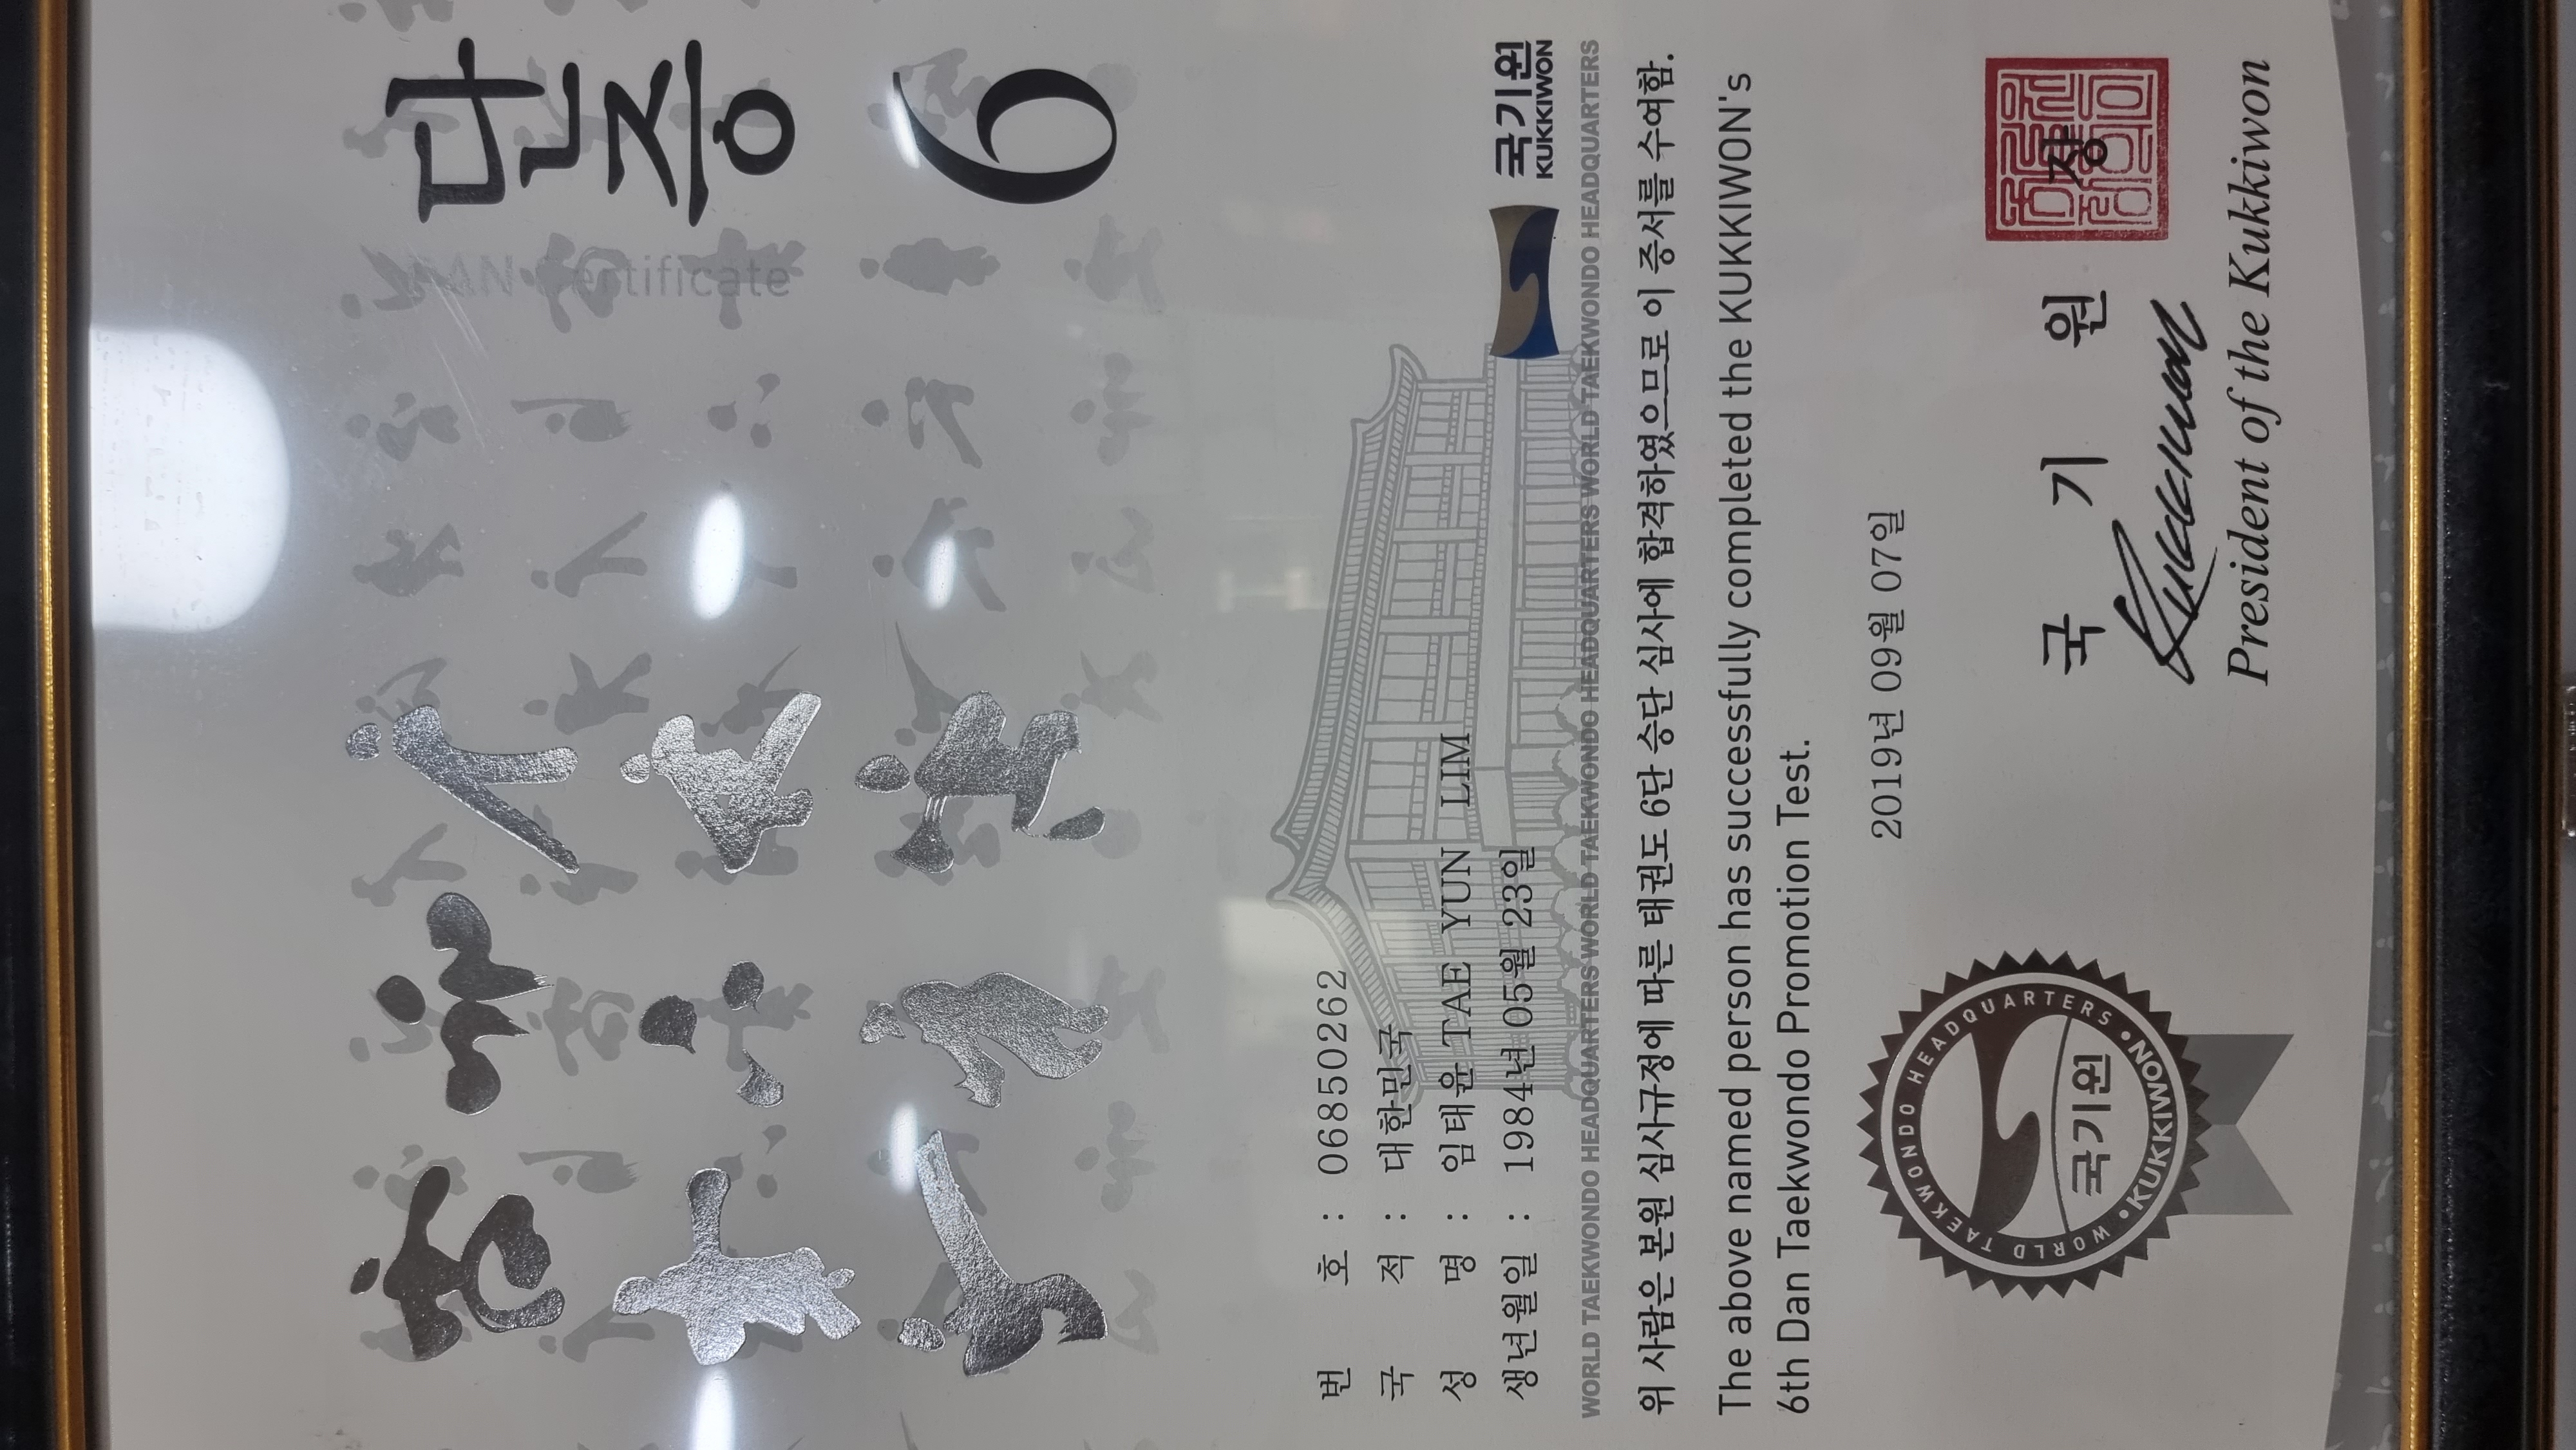 단증
DAN Certificate
6
번 호 : 06850262
국 적 : 대한민국
성 명 : 임태윤 TAE YUN LIM
생년월일 : 1984년 05월 23일
국기원
KUKKIWON
WORLD TAEKWONDO HEADQUARTERS WORLD TAEKWONDO HEADQUARTERS WORLD TAEKWONDO HEADQUARTERS WORLD TAEKWONDO HEADQUARTERS
위 사람은 본원 심사규정에 따른 태권도 6단 승단 심사에 합격하였으므로 이 증서를 수여함.
The above named person has successfully completed the KUKKIWON's
6th Dan Taekwondo Promotion Test.
2019년 09월 07일
WORLD TAEKWONDO HEADQUARTERS • KUKKIWON •
국기원
국 기 원 장
President of the Kukkiwon